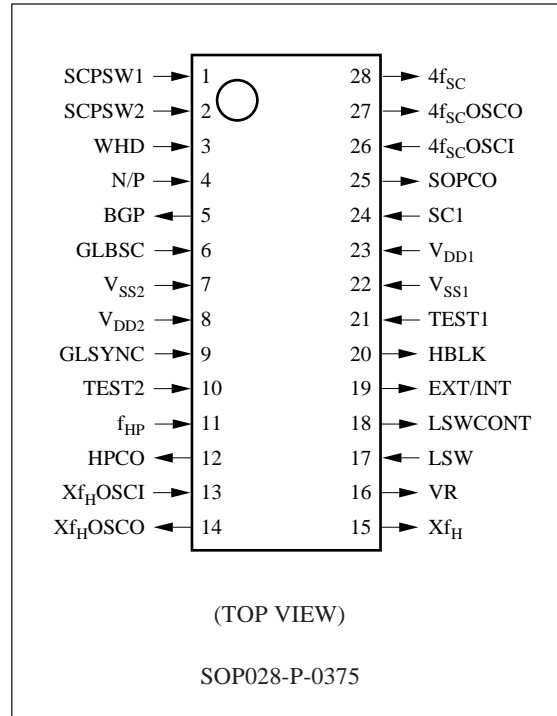 SCPSW1 1 28 4fSC
SCPSW2 2 27 4fSCOSCO
WHD 3 26 4fSCOSCI
N/P 4 25 SOPCO
BGP 5 24 SC1
GLBSC 6 23 VDD1
VSS2 7 22 VSS1
VDD2 8 21 TEST1
GLSYNC 9 20 HBLK
TEST2 10 19 EXT/INT
fHP 11 18 LSWCONT
HPCO 12 17 LSW
XfHOSCI 13 16 VR
XfHOSCO 14 15 XfH
(TOP VIEW)
SOP028-P-0375